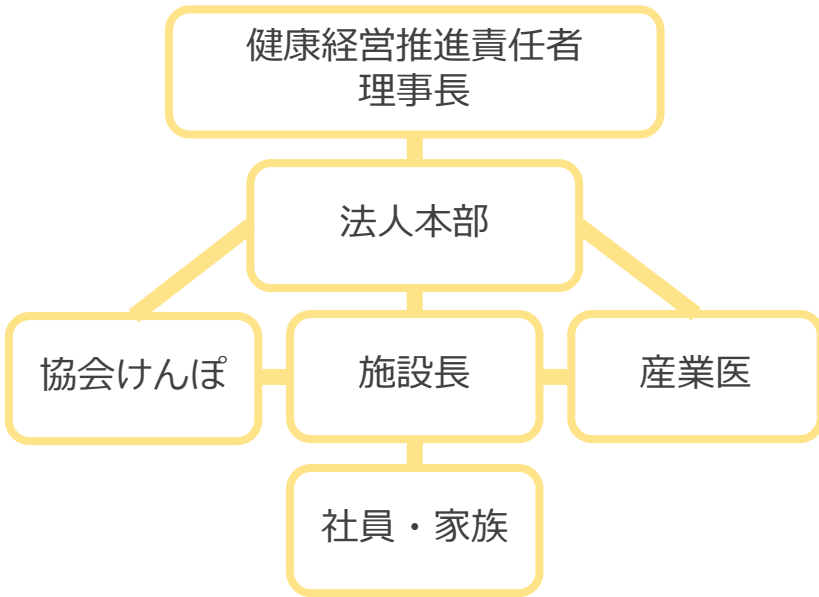 健康経営推進責任者
理事長
法人本部
協会けんぽ
施設長
産業医
社員・家族